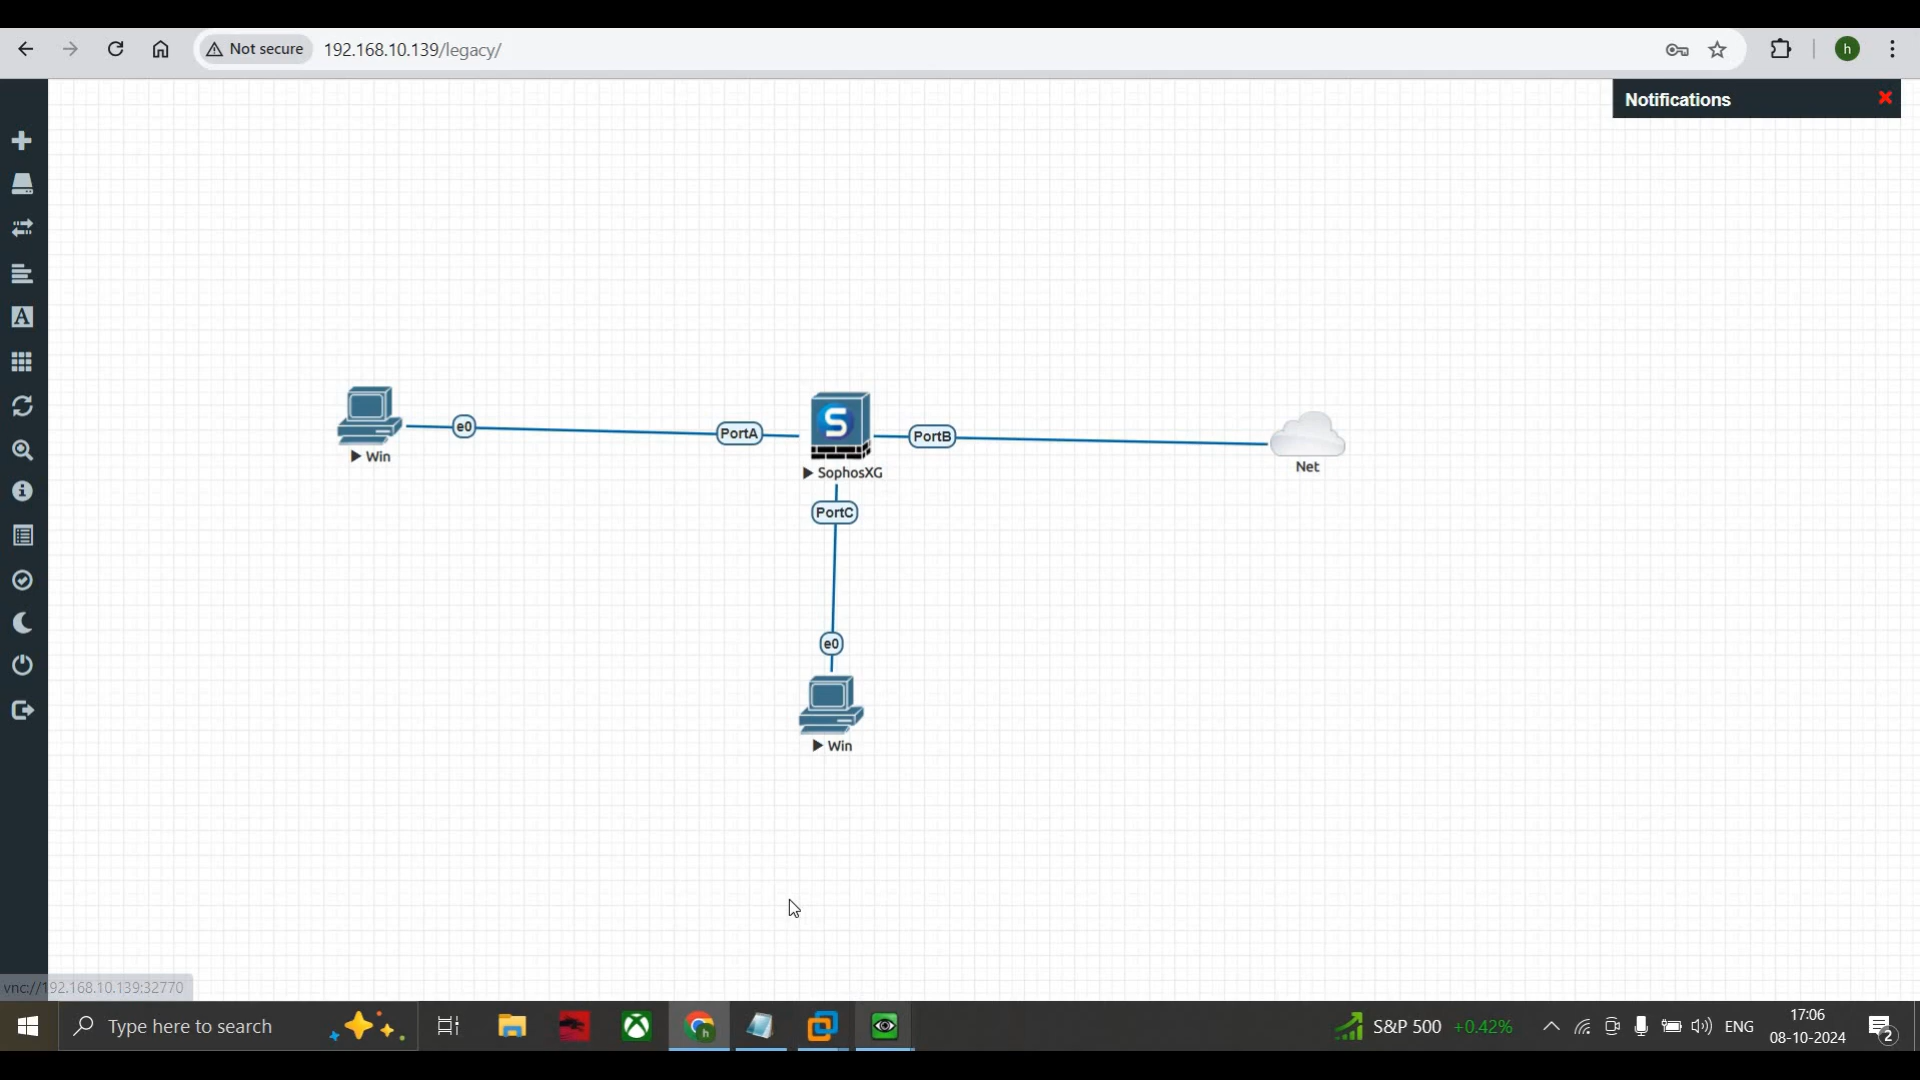 Not secure
192.168.10.139/legacy/
h
Notifications
A
e0
PortA
S
PortB
Win
SophosXG
Net
PortC
e0
Win
vnc://192.168.10.139:32770
Type here to search
h
S&P 500 +0.42%
ENG
17:06
08-10-2024
2